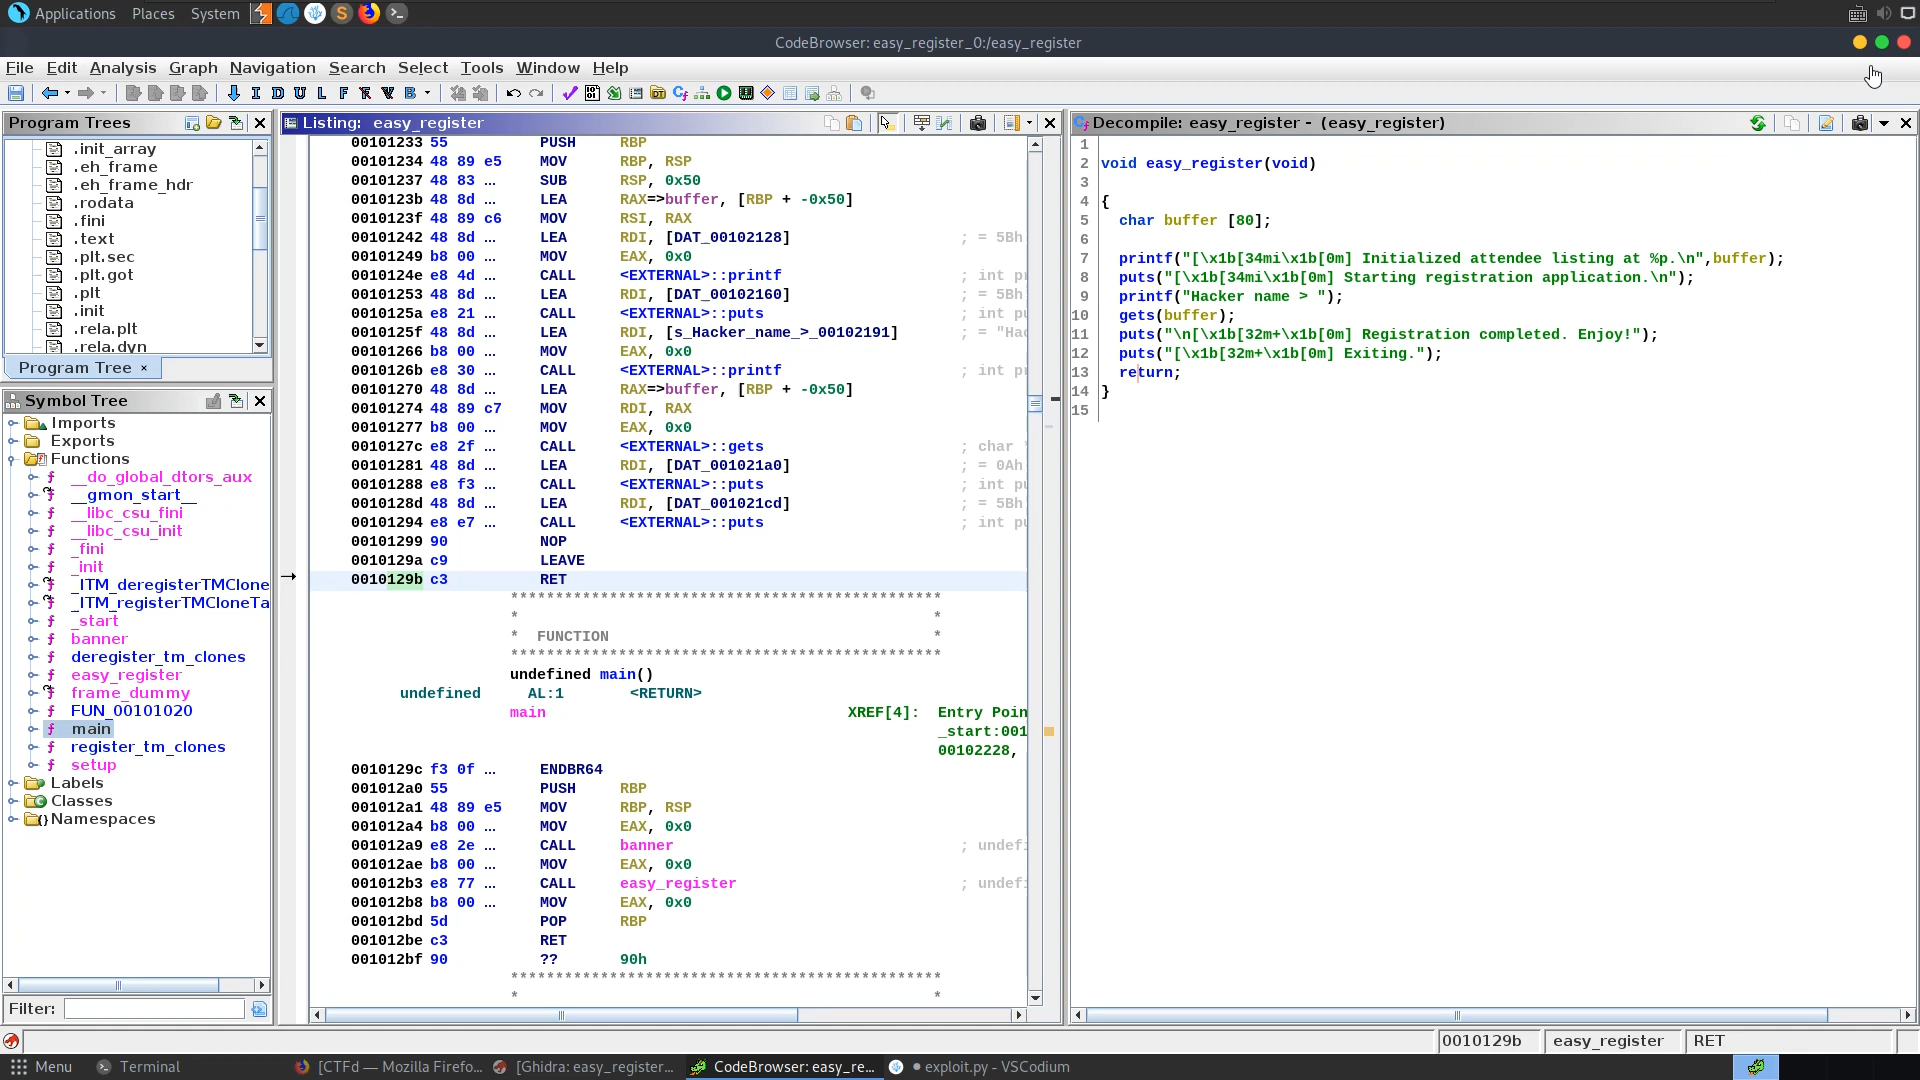 Applications Places System
CodeBrowser: easy_register_0:/easy_register
File Edit Analysis Graph Navigation Search Select Tools Window Help
I D U L F F V B
Program Trees
.init_array
.eh_frame
.eh_frame_hdr
.rodata
.fini
.text
.plt.sec
.plt.got
.plt
.init
.rela.plt
.rela.dyn
Program Tree ×
Symbol Tree
Imports
Exports
Functions
__do_global_dtors_aux
__gmon_start__
__libc_csu_fini
__libc_csu_init
_fini
_init
_ITM_deregisterTMClone
_ITM_registerTMCloneTa
_start
banner
deregister_tm_clones
easy_register
frame_dummy
FUN_00101020
main
register_tm_clones
setup
Labels
Classes
Namespaces
Filter:
Listing: easy_register
00101233 55 PUSH RBP
00101234 48 89 e5 MOV RBP, RSP
00101237 48 83 ... SUB RSP, 0x50
0010123b 48 8d ... LEA RAX=>buffer, [RBP + -0x50]
0010123f 48 89 c6 MOV RSI, RAX
00101242 48 8d ... LEA RDI, [DAT_00102128] ; = 5Bh
00101249 b8 00 ... MOV EAX, 0x0
0010124e e8 4d ... CALL <EXTERNAL>::printf ; int pr
00101253 48 8d ... LEA RDI, [DAT_00102160] ; = 5Bh
0010125a e8 21 ... CALL <EXTERNAL>::puts ; int pu
0010125f 48 8d ... LEA RDI, [s_Hacker_name_>_00102191] ; = "Hac
00101266 b8 00 ... MOV EAX, 0x0
0010126b e8 30 ... CALL <EXTERNAL>::printf ; int pr
00101270 48 8d ... LEA RAX=>buffer, [RBP + -0x50]
00101274 48 89 c7 MOV RDI, RAX
00101277 b8 00 ... MOV EAX, 0x0
0010127c e8 2f ... CALL <EXTERNAL>::gets ; char *
00101281 48 8d ... LEA RDI, [DAT_001021a0] ; = 0Ah
00101288 e8 f3 ... CALL <EXTERNAL>::puts ; int pu
0010128d 48 8d ... LEA RDI, [DAT_001021cd] ; = 5Bh
00101294 e8 e7 ... CALL <EXTERNAL>::puts ; int pu
00101299 90 NOP
0010129a c9 LEAVE
0010129b c3 RET
************************************************
* *
* FUNCTION
************************************************
undefined main()
undefined AL:1 <RETURN>
main XREF[4]: Entry Poin
_start:001
00102228,
0010129c f3 0f ... ENDBR64
001012a0 55 PUSH RBP
001012a1 48 89 e5 MOV RBP, RSP
001012a4 b8 00 ... MOV EAX, 0x0
001012a9 e8 2e ... CALL banner ; undefi
001012ae b8 00 ... MOV EAX, 0x0
001012b3 e8 77 ... CALL easy_register ; undefi
001012b8 b8 00 ... MOV EAX, 0x0
001012bd 5d POP RBP
001012be c3 RET
001012bf 90 ?? 90h
************************************************
* *
Decompile: easy_register - (easy_register)
1
2 void easy_register(void)
3
4 {
5 char buffer [80];
6
7 printf("[\x1b[34mi\x1b[0m] Initialized attendee listing at %p.\n",buffer);
8 puts("[\x1b[34mi\x1b[0m] Starting registration application.\n");
9 printf("Hacker name > ");
10 gets(buffer);
11 puts("\n[\x1b[32m+\x1b[0m] Registration completed. Enjoy!");
12 puts("[\x1b[32m+\x1b[0m] Exiting.");
13 return;
14 }
15
0010129b easy_register RET
Menu Terminal [CTFd — Mozilla Firefo... [Ghidra: easy_register... CodeBrowser: easy_re... • exploit.py - VSCodium